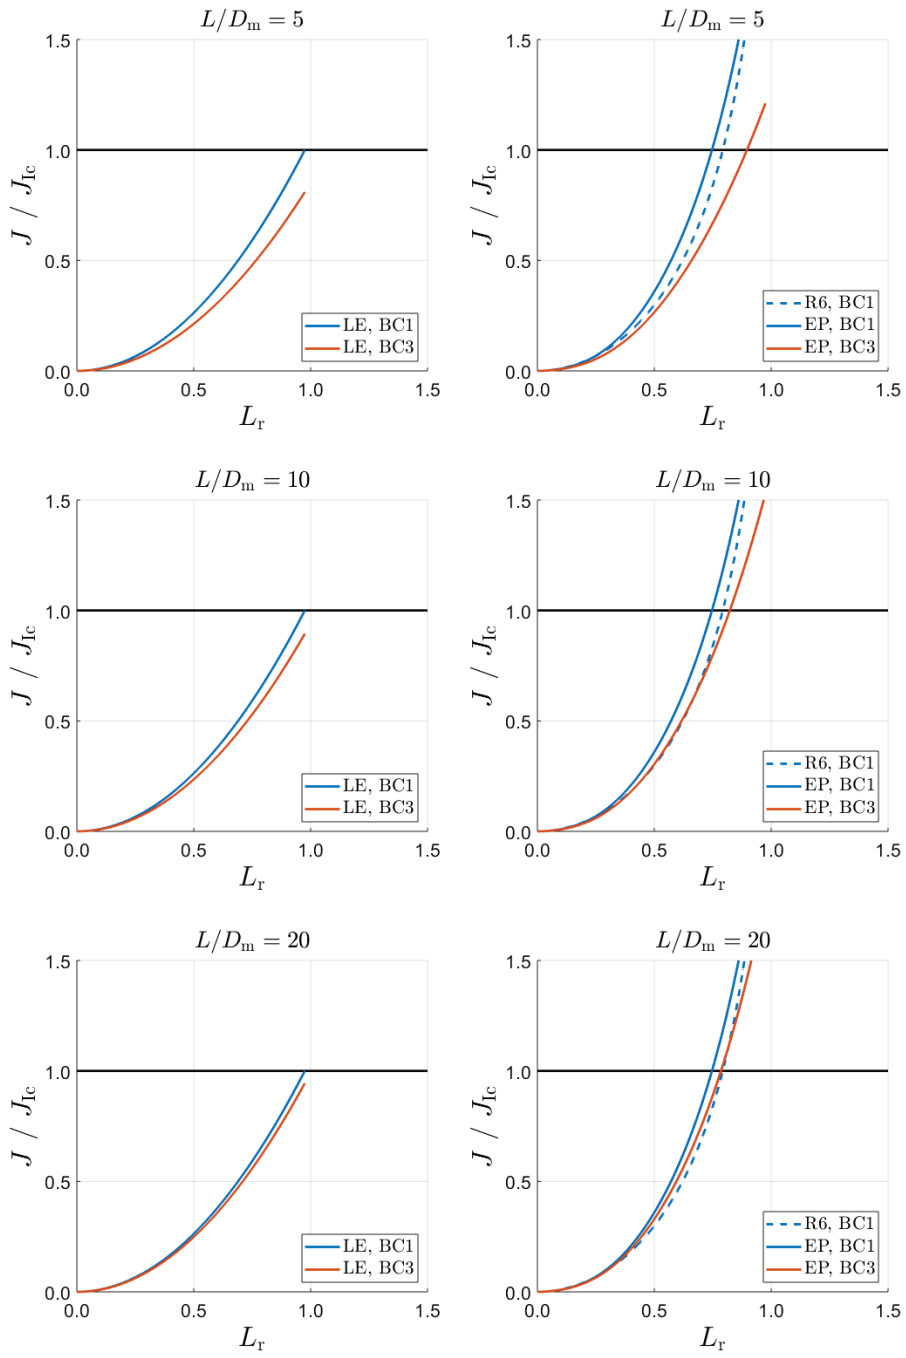 L/Dm = 5
1.5
1.0
0.5
0.0
J / JIc
LE, BC1
LE, BC3
0.0 0.5 1.0 1.5
Lr
L/Dm = 5
1.5
1.0
0.5
0.0
J / JIc
R6, BC1
EP, BC1
EP, BC3
0.0 0.5 1.0 1.5
Lr
L/Dm = 10
1.5
1.0
0.5
0.0
J / JIc
LE, BC1
LE, BC3
0.0 0.5 1.0 1.5
Lr
L/Dm = 10
1.5
1.0
0.5
0.0
J / JIc
R6, BC1
EP, BC1
EP, BC3
0.0 0.5 1.0 1.5
Lr
L/Dm = 20
1.5
1.0
0.5
0.0
J / JIc
LE, BC1
LE, BC3
0.0 0.5 1.0 1.5
Lr
L/Dm = 20
1.5
1.0
0.5
0.0
J / JIc
R6, BC1
EP, BC1
EP, BC3
0.0 0.5 1.0 1.5
Lr